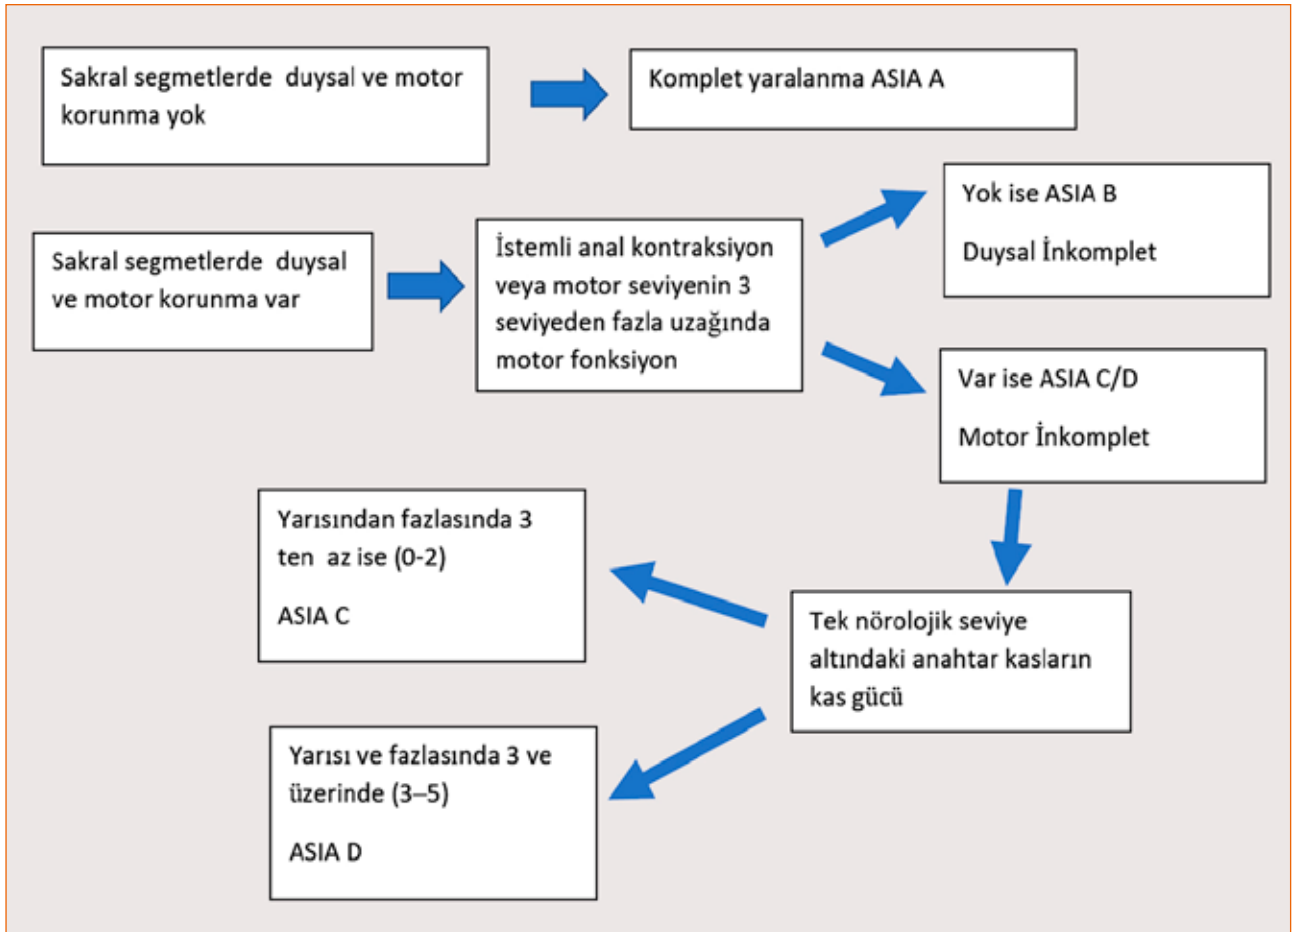 Sakral segmetlerde duysal ve motor
korunma yok
Komplet yaralanma ASIA A
Sakral segmetlerde duysal
ve motor korunma var
İstemli anal kontraksiyon
veya motor seviyenin 3
seviyeden fazla uzağında
motor fonksiyon
Yok ise ASIA B
Duysal İnkomplet
Var ise ASIA C/D
Motor İnkomplet
Tek nörolojik seviye
altındaki anahtar kasların
kas gücü
Yarısından fazlasında 3
ten az ise (0-2)
ASIA C
Yarısı ve fazlasında 3 ve
üzerinde (3–5)
ASIA D